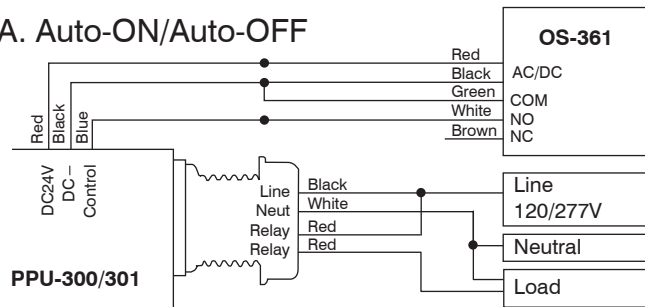 A. Auto-ON/Auto-OFF
OS-361
Red
Black
Green
White
Brown
AC/DC
COM
NO
NC
Red
Black
Blue
DC24V
DC–
Control
Line
Neut
Relay
Relay
Black
White
Red
Red
Line
120/277V
Neutral
Load
PPU-300/301